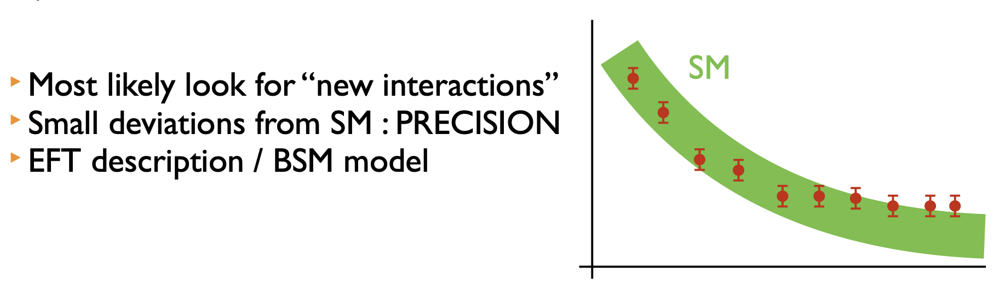 Most likely look for “new interactions”
Small deviations from SM : PRECISION
EFT description / BSM model
SM